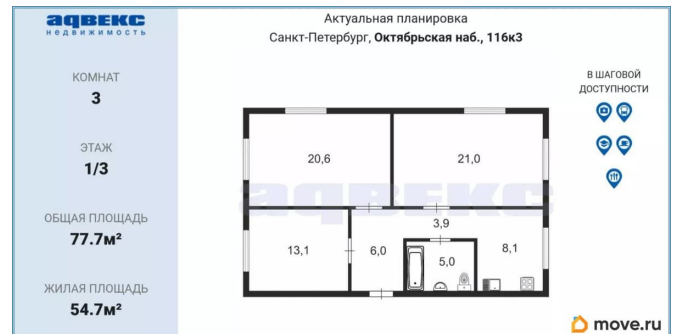 адвекс
недвижимость
КОМНАТ
3
ЭТАЖ
1/3
ОБЩАЯ ПЛОЩАДЬ
77.7м²
ЖИЛАЯ ПЛОЩАДЬ
54.7м²
Актуальная планировка
Санкт-Петербург, Октябрьская наб., 116к3
20,6
21,0
адвекс
3,9
13,1
6,0
5,0
8,1
В ШАГОВОЙ
ДОСТУПНОСТИ
move.ru